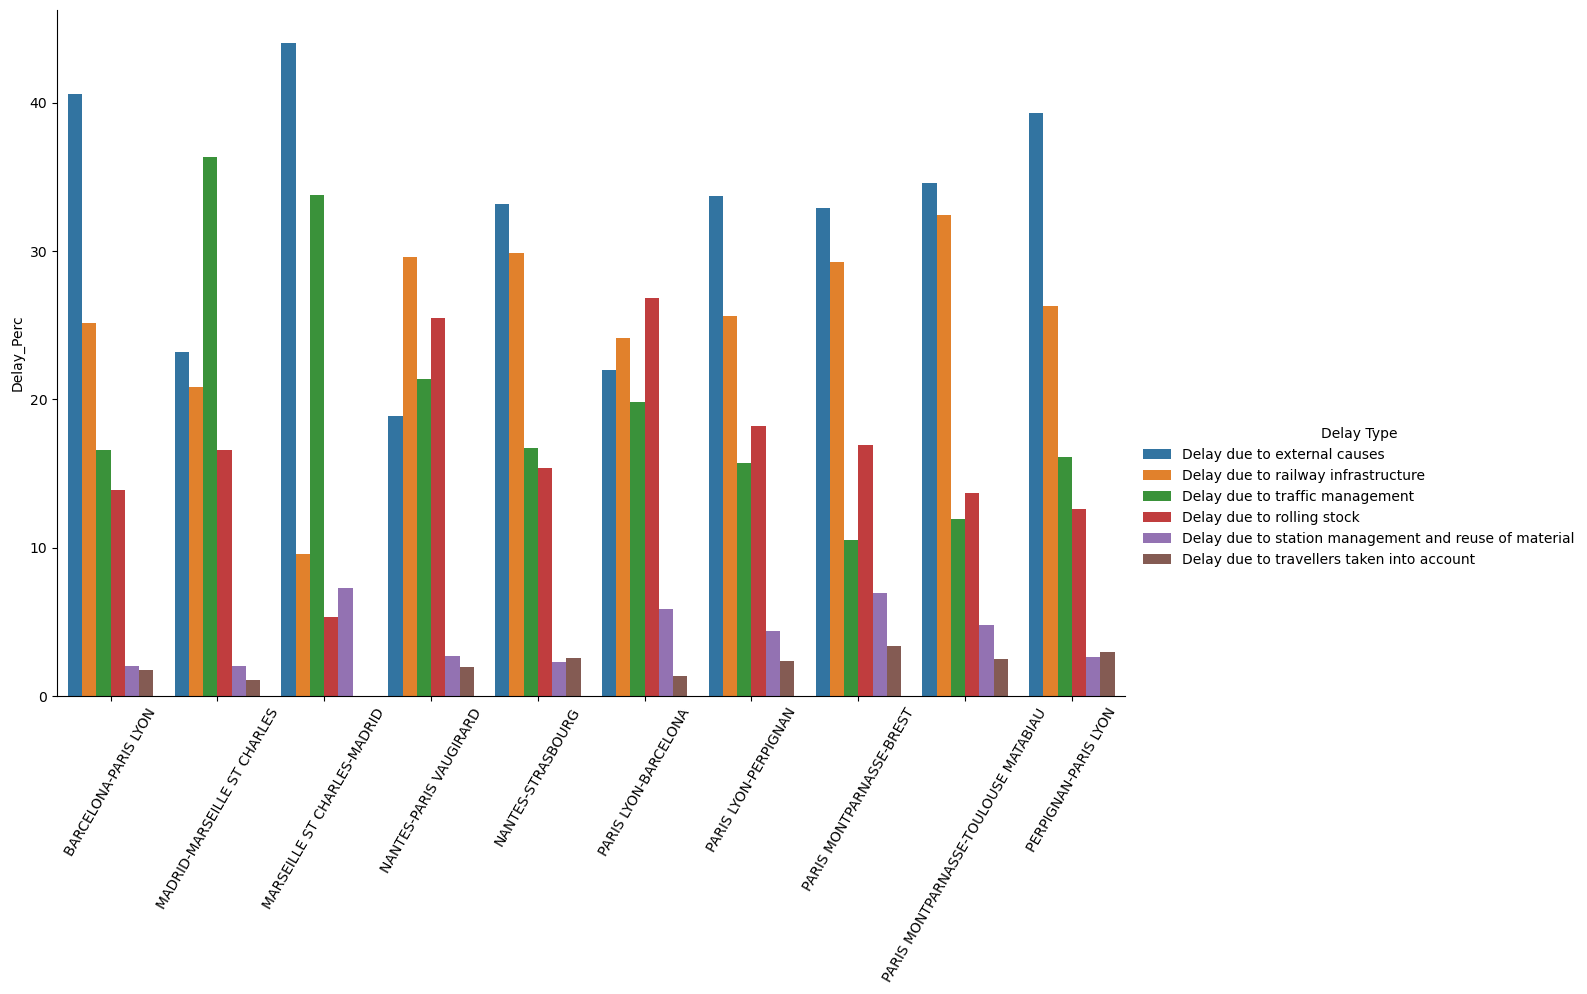 Delay_Perc
40
30
20
10
0
BARCELONA-PARIS LYON
MADRID-MARSEILLE ST CHARLES
MARSEILLE ST CHARLES-MADRID
NANTES-PARIS VAUGIRARD
NANTES-STRASBOURG
PARIS LYON-BARCELONA
PARIS LYON-PERPIGNAN
PARIS MONTPARNASSE-BREST
PARIS MONTPARNASSE-TOULOUSE MATABIAU
PERPIGNAN-PARIS LYON
Delay Type
Delay due to external causes
Delay due to railway infrastructure
Delay due to traffic management
Delay due to rolling stock
Delay due to station management and reuse of material
Delay due to travellers taken into account